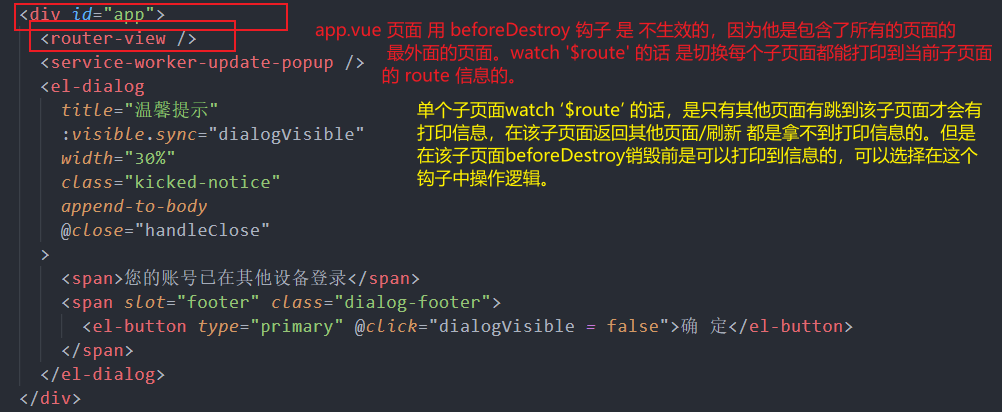 <div id="app">
<router-view />
<service-worker-update-popup />
<el-dialog
title="温馨提示"
:visible.sync="dialogVisible"
width="30%"
class="kicked-notice"
append-to-body
@close="handleClose"
>
<span>您的账号已在其他设备登录</span>
<span slot="footer" class="dialog-footer">
<el-button type="primary" @click="dialogVisible = false">确 定</el-button>
</span>
</el-dialog>
</div>
app.vue 页面 用 beforeDestroy 钩子 是 不生效的，因为他是包含了所有的页面的
最外面的页面。watch '$route' 的话 是切换每个子页面都能打印到当前子页面
的 route 信息的。
单个子页面watch ‘$route’ 的话，是只有其他页面有跳到该子页面才会有
打印信息，在该子页面返回其他页面/刷新 都是拿不到打印信息的。但是
在该子页面beforeDestroy销毁前是可以打印到信息的，可以选择在这个
钩子中操作逻辑。